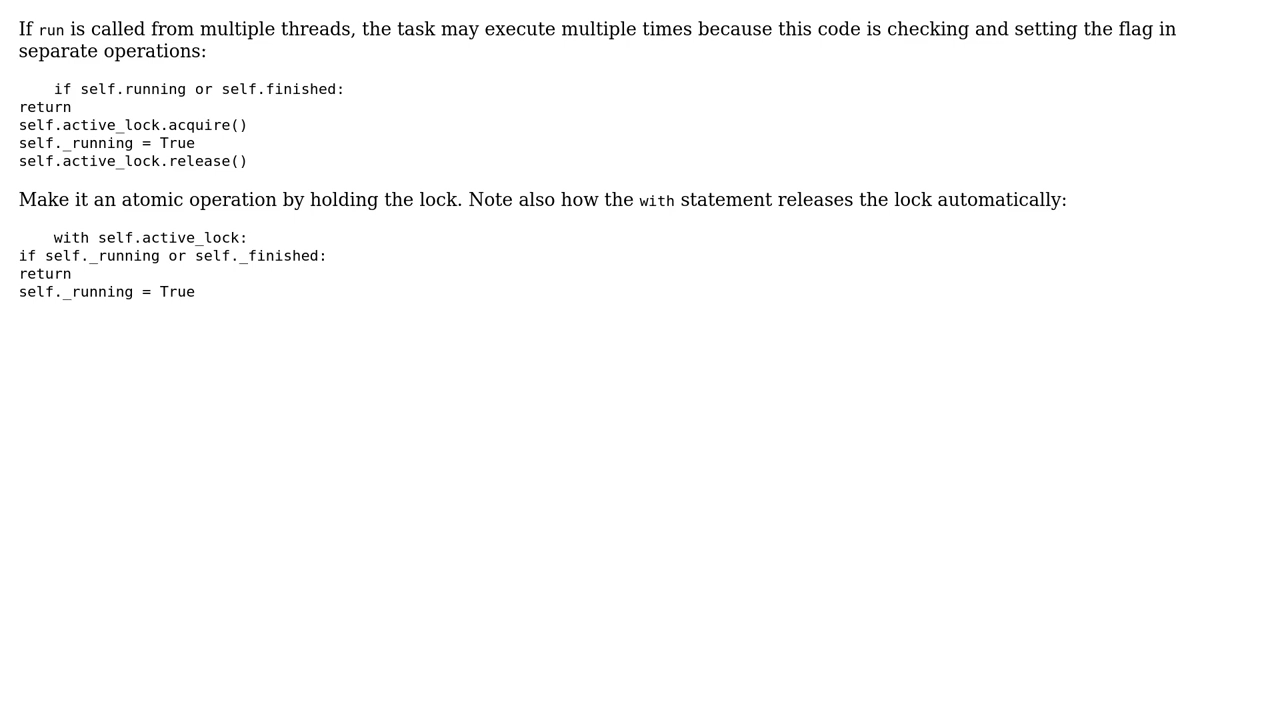 If run is called from multiple threads, the task may execute multiple times because this code is checking and setting the flag in
separate operations:
    if self.running or self.finished:
return
self.active_lock.acquire()
self._running = True
self.active_lock.release()
Make it an atomic operation by holding the lock. Note also how the with statement releases the lock automatically:
    with self.active_lock:
if self._running or self._finished:
return
self._running = True